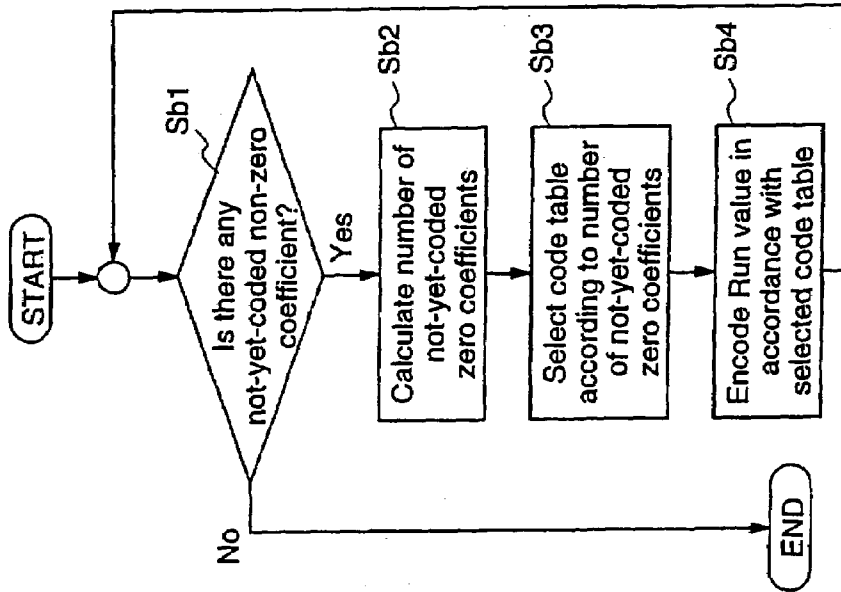 START
Sb1
Is there any
not-yet-coded non-zero
coefficient?
No
Yes
Sb2
Calculate number of
not-yet-coded
zero coefficients
Sb3
Select code table
according to number
of not-yet-coded
zero coefficients
Sb4
Encode Run value in
accordance with
selected code table
END